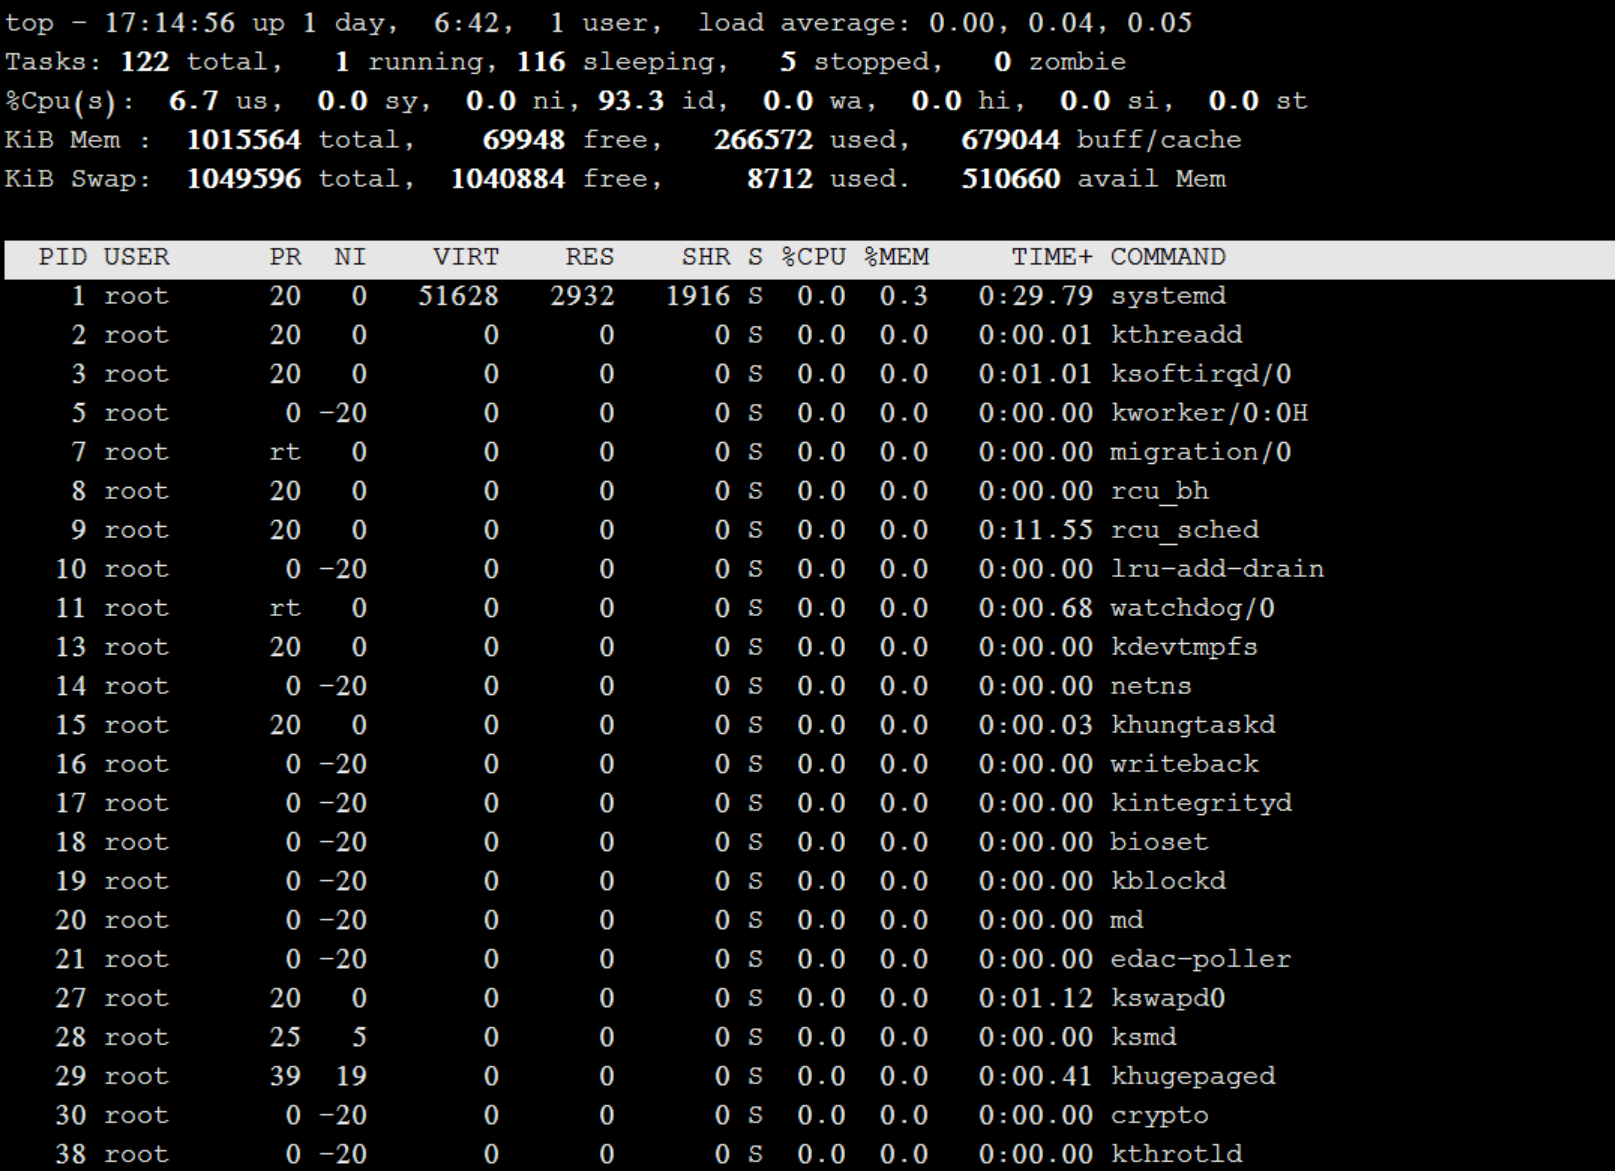 top - 17:14:56 up 1 day,  6:42,  1 user,  load average: 0.00, 0.04, 0.05
Tasks: 122 total,   1 running, 116 sleeping,   5 stopped,   0 zombie
%Cpu(s):  6.7 us,  0.0 sy,  0.0 ni, 93.3 id,  0.0 wa,  0.0 hi,  0.0 si,  0.0 st
KiB Mem :  1015564 total,    69948 free,   266572 used,   679044 buff/cache
KiB Swap:  1049596 total,  1040884 free,     8712 used.   510660 avail Mem
PID USER      PR  NI    VIRT    RES    SHR S %CPU %MEM     TIME+ COMMAND
1 root      20   0   51628   2932   1916 S  0.0  0.3   0:29.79 systemd
2 root      20   0       0      0      0 S  0.0  0.0   0:00.01 kthreadd
3 root      20   0       0      0      0 S  0.0  0.0   0:01.01 ksoftirqd/0
5 root       0 -20       0      0      0 S  0.0  0.0   0:00.00 kworker/0:0H
7 root      rt   0       0      0      0 S  0.0  0.0   0:00.00 migration/0
8 root      20   0       0      0      0 S  0.0  0.0   0:00.00 rcu_bh
9 root      20   0       0      0      0 S  0.0  0.0   0:11.55 rcu_sched
10 root       0 -20       0      0      0 S  0.0  0.0   0:00.00 lru-add-drain
11 root      rt   0       0      0      0 S  0.0  0.0   0:00.68 watchdog/0
13 root      20   0       0      0      0 S  0.0  0.0   0:00.00 kdevtmpfs
14 root       0 -20       0      0      0 S  0.0  0.0   0:00.00 netns
15 root      20   0       0      0      0 S  0.0  0.0   0:00.03 khungtaskd
16 root       0 -20       0      0      0 S  0.0  0.0   0:00.00 writeback
17 root       0 -20       0      0      0 S  0.0  0.0   0:00.00 kintegrityd
18 root       0 -20       0      0      0 S  0.0  0.0   0:00.00 bioset
19 root       0 -20       0      0      0 S  0.0  0.0   0:00.00 kblockd
20 root       0 -20       0      0      0 S  0.0  0.0   0:00.00 md
21 root       0 -20       0      0      0 S  0.0  0.0   0:00.00 edac-poller
27 root      20   0       0      0      0 S  0.0  0.0   0:01.12 kswapd0
28 root      25   5       0      0      0 S  0.0  0.0   0:00.00 ksmd
29 root      39  19       0      0      0 S  0.0  0.0   0:00.41 khugepaged
30 root       0 -20       0      0      0 S  0.0  0.0   0:00.00 crypto
38 root       0 -20       0      0      0 S  0.0  0.0   0:00.00 kthrotld